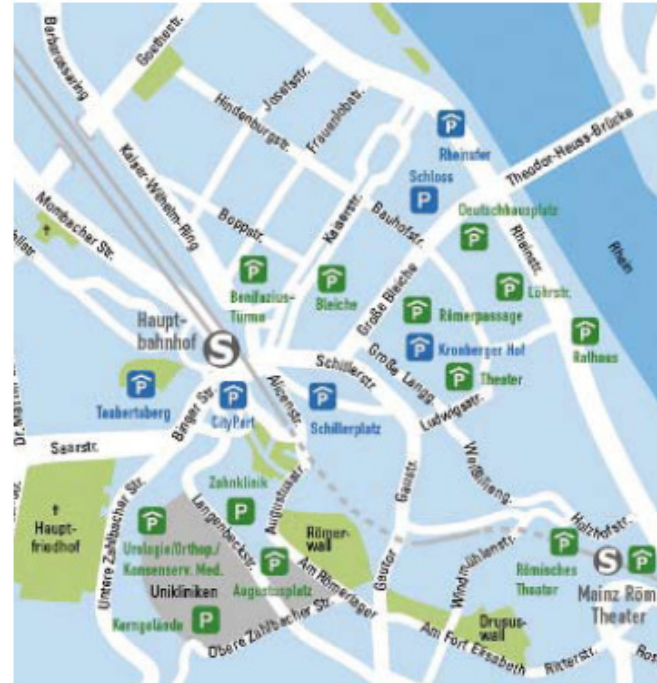 Barbarossaring
Goethestr.
Josefsstr.
Hindenburgstr.
Frauenlobstr.
Kaiser-Wilhelm-Ring
Rheinufer
Theodor-Heuss-Brücke
Schloss
P
Mombacher Str.
Boppstr.
Kaiserstr.
Bauhofstr.
Deutschhausplatz
Rheinstr.
Rhein
Bonifazius-
Türme
Bleiche
Große Bleiche
Römerpassage
Löhrstr.
Haupt-
bahnhof
S
Kronberger Hof
Rathaus
Schillerstr.
Große Langg.
Theater
Taubertsberg
Binger Str.
CityPort
Alicenstr.
Schillerplatz
Ludwigsstr.
Saarstr.
Weißlilieng.
Gaustr.
Zahnklinik
P
Augustusstr.
Holzhofstr.
†
Haupt-
friedhof
Untere Zahlbacher Str.
Urologie/Orthop./
Konserv. Med.
Langenbeckstr.
Römer-
wall
Gautor
Windmühlenstr.
Römisches
Theater
S
Mainz Röm
Theater
Unikliniken
Augustusplatz
Am Römerlager
Kerngelände
P
Obere Zahlbacher Str.
Drusus-
wall
Am Fort Elisabeth
Ritterstr.